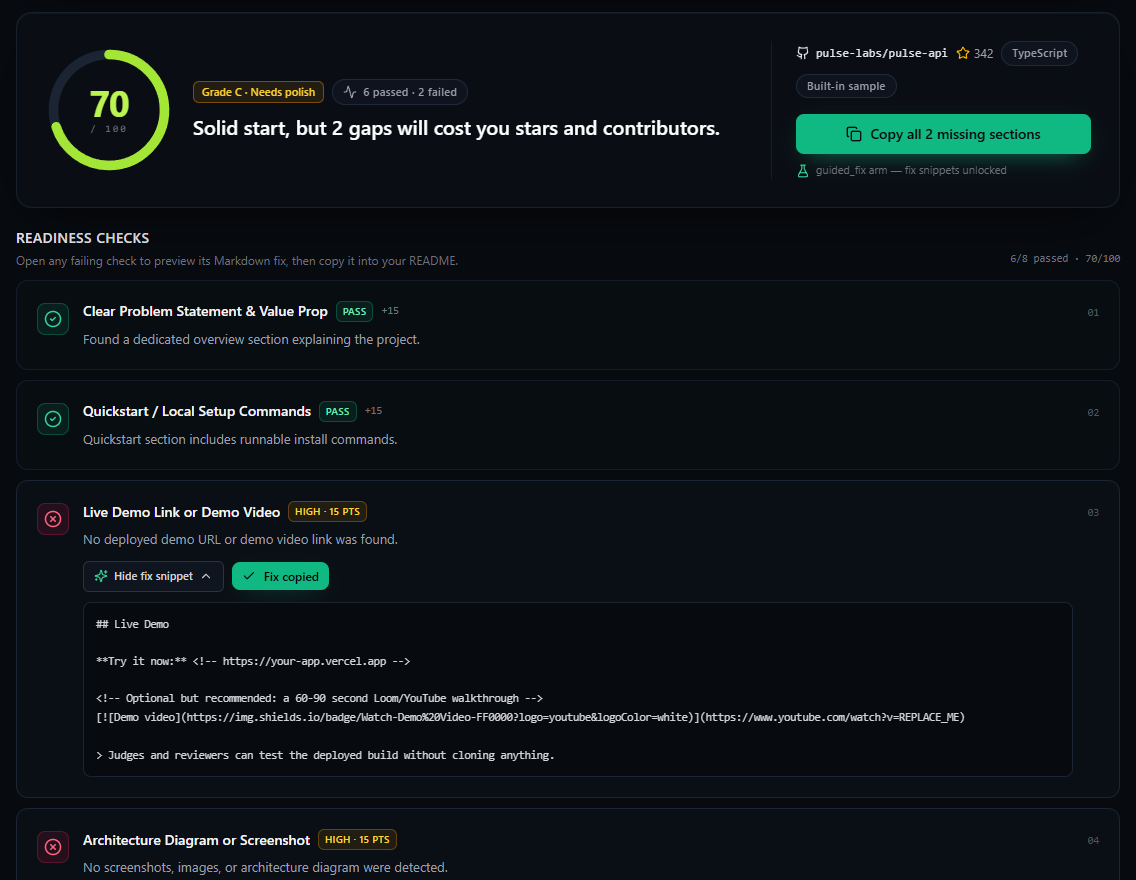 70
/ 100
Grade C · Needs polish
6 passed · 2 failed
Solid start, but 2 gaps will cost you stars and contributors.
pulse-labs/pulse-api
342
TypeScript
Built-in sample
Copy all 2 missing sections
guided_fix arm — fix snippets unlocked
READINESS CHECKS
Open any failing check to preview its Markdown fix, then copy it into your README.
6/8 passed · 70/100
Clear Problem Statement & Value Prop PASS +15
01
Found a dedicated overview section explaining the project.
Quickstart / Local Setup Commands PASS +15
02
Quickstart section includes runnable install commands.
Live Demo Link or Demo Video HIGH · 15 PTS
03
No deployed demo URL or demo video link was found.
Hide fix snippet
Fix copied
## Live Demo
**Try it now:** <!-- https://your-app.vercel.app -->
<!-- Optional but recommended: a 60-90 second Loom/YouTube walkthrough -->
[![Demo video](https://img.shields.io/badge/Watch-Demo%20Video-FF0000?logo=youtube&logoColor=white)](https://www.youtube.com/watch?v=REPLACE_ME)
> Judges and reviewers can test the deployed build without cloning anything.
Architecture Diagram or Screenshot HIGH · 15 PTS
04
No screenshots, images, or architecture diagram were detected.